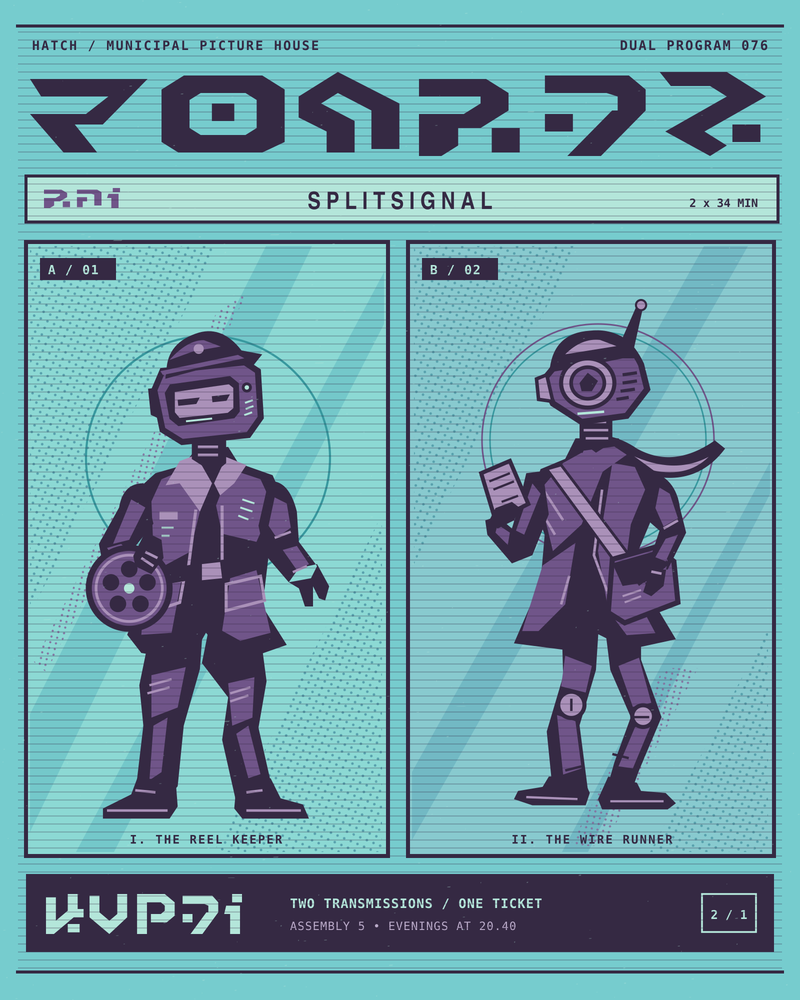 HATCH / MUNICIPAL PICTURE HOUSE
DUAL PROGRAM 076
SPLITSIGNAL
2 x 34 MIN
A / 01
B / 02
I. THE REEL KEEPER
II. THE WIRE RUNNER
TWO TRANSMISSIONS / ONE TICKET
ASSEMBLY 5 • EVENINGS AT 20.40
2 / 1